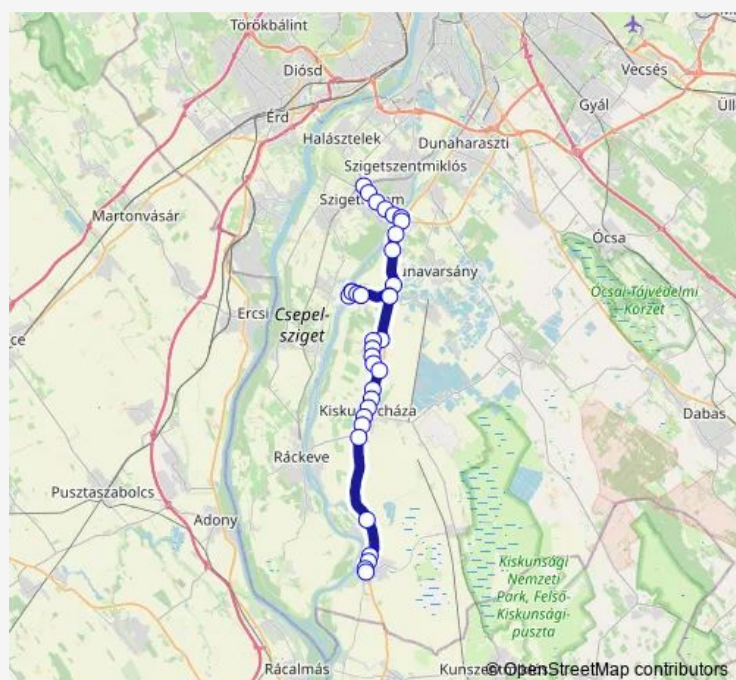 Törökbálint
Diósd
Vecsés
Érd
Gyál
Üll
Halásztelek
Dunaharaszti
Szigetszentmiklós
Martonvásár
Ócsa
Ócsai-Tájvédelmi
Körzet
Ercsi
Csepel-
sziget
Dabas
Ráckeve
Pusztaszabolcs
Adony
Kiskunsági
Nemzeti
Park, Felső-
Kiskunsági-
puszta
Rácalmás
© OpenStreetMap contributors